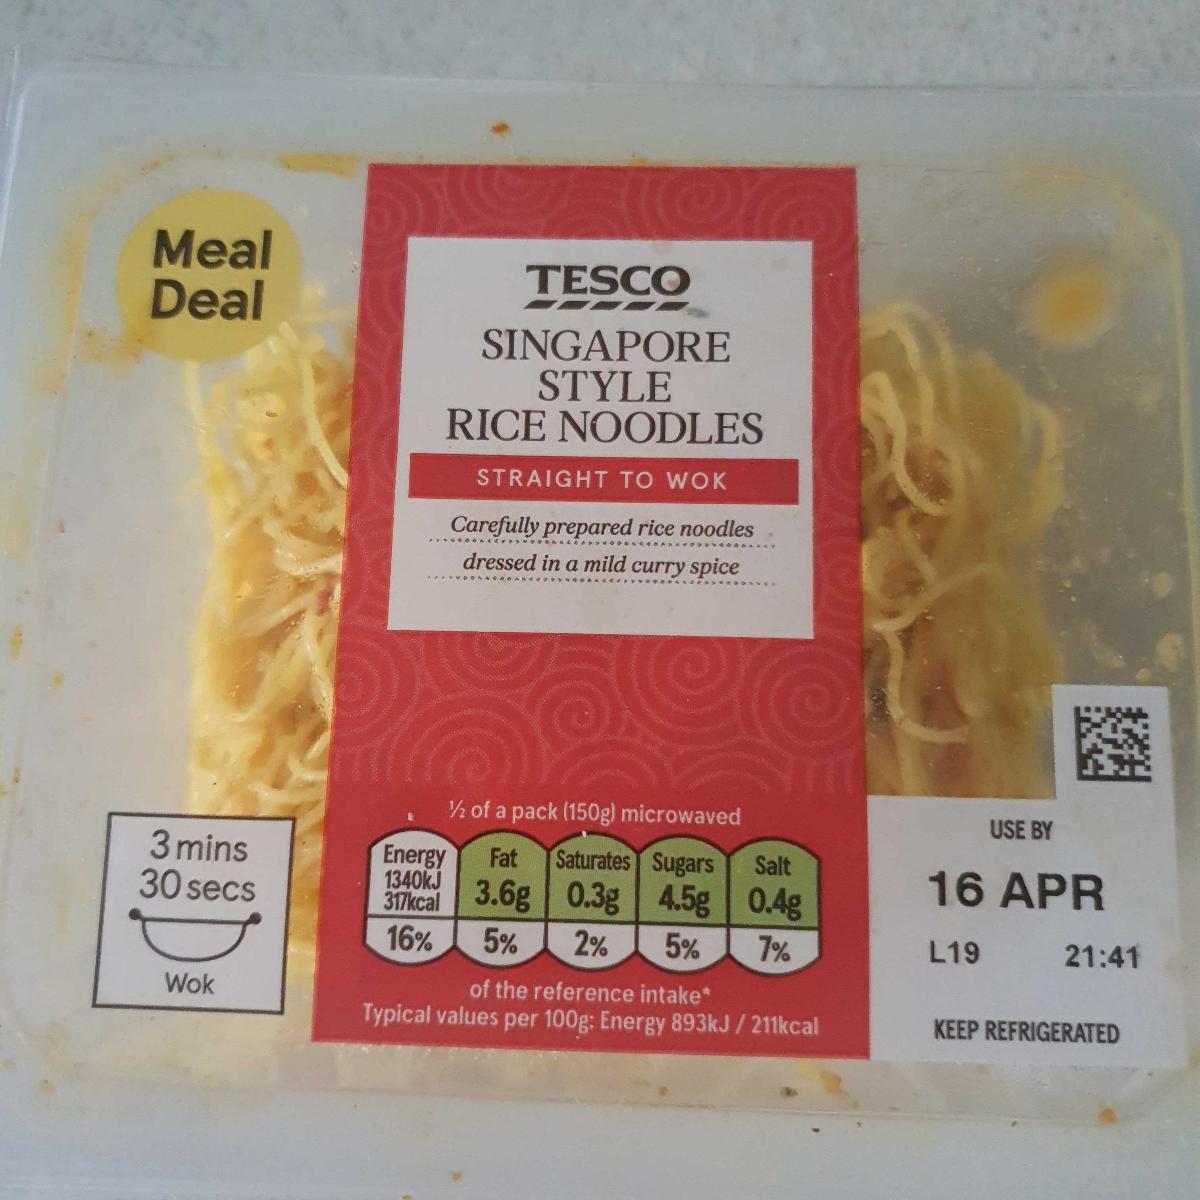 Meal
Deal
TESCO
SINGAPORE
STYLE
RICE NOODLES
STRAIGHT TO WOK
Carefully prepared rice noodles
dressed in a mild curry spice
3 mins
30 secs
Wok
½ of a pack (150g) microwaved
Energy
1340kJ
317kcal
16%
Fat
3.6g
5%
Saturates
0.3g
2%
Sugars
4.5g
5%
Salt
0.4g
7%
of the reference intake*
Typical values per 100g: Energy 893kJ / 211kcal
USE BY
16 APR
L19 21:41
KEEP REFRIGERATED